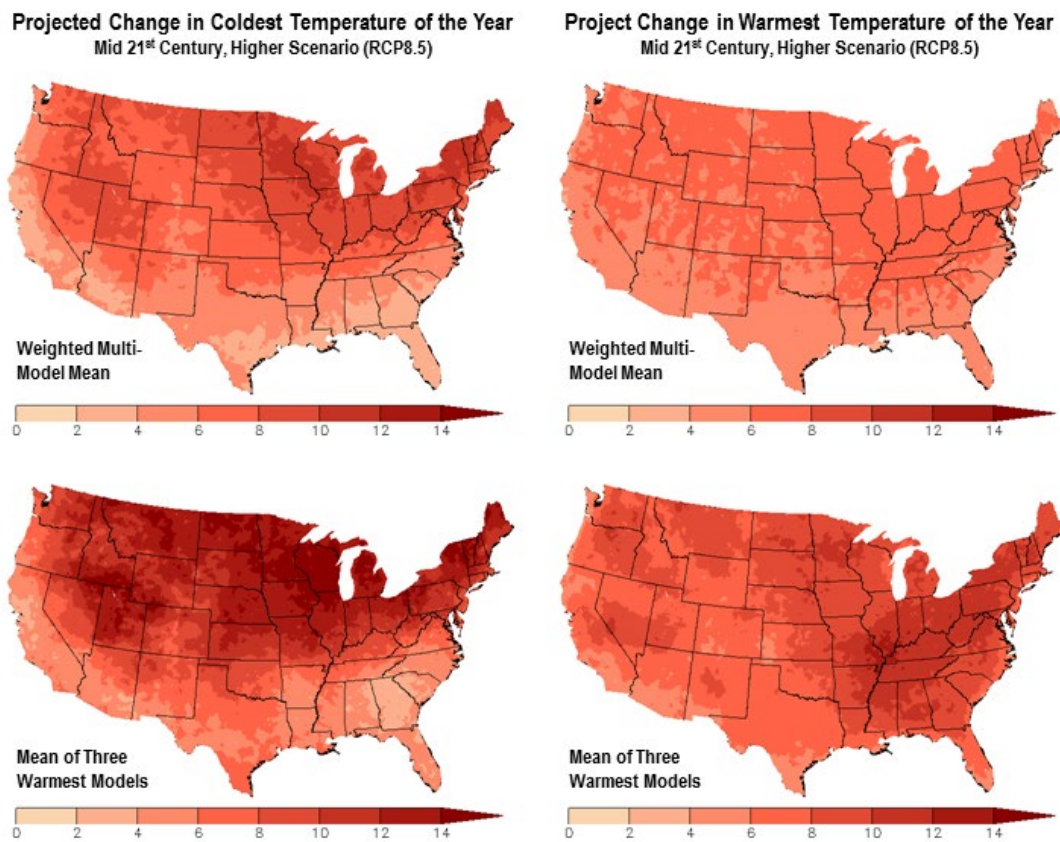 Projected Change in Coldest Temperature of the Year
Mid 21st Century, Higher Scenario (RCP8.5)
Weighted Multi-
Model Mean
0 2 4 6 8 10 12 14
Project Change in Warmest Temperature of the Year
Mid 21st Century, Higher Scenario (RCP8.5)
Weighted Multi-
Model Mean
0 2 4 6 8 10 12 14
Mean of Three
Warmest Models
0 2 4 6 8 10 12 14
Mean of Three
Warmest Models
0 2 4 6 8 10 12 14